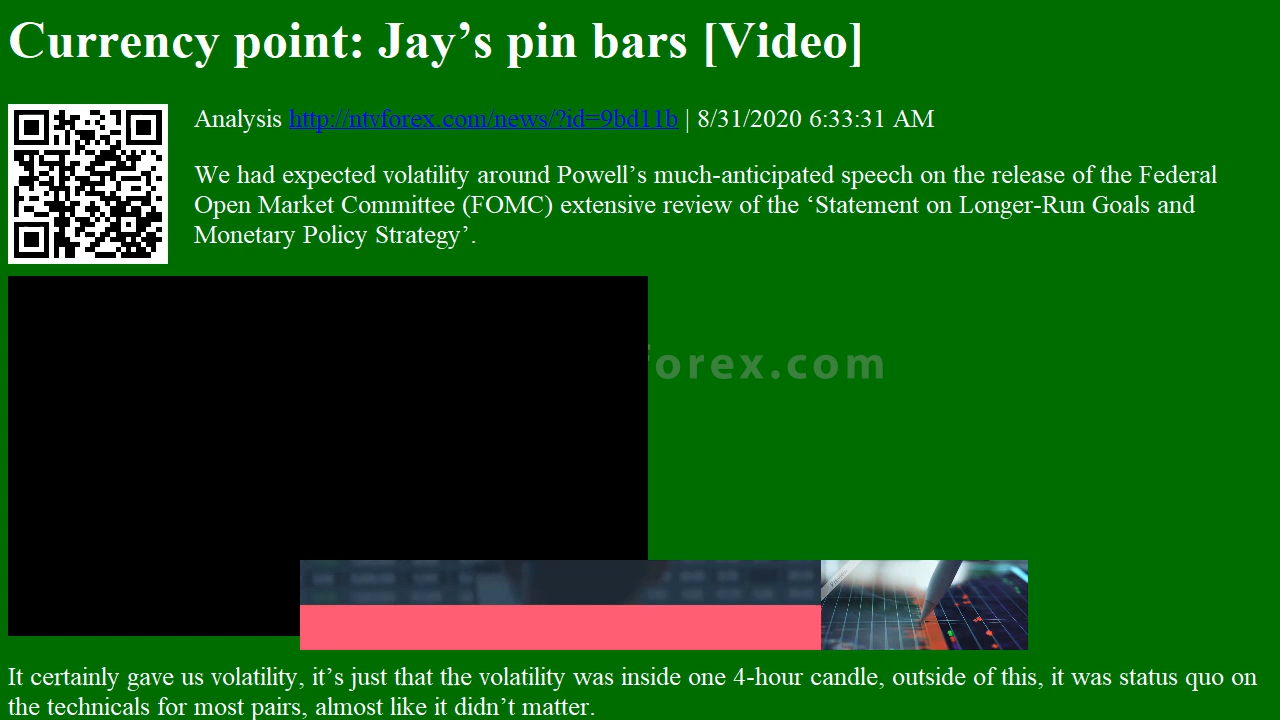 Currency point: Jay’s pin bars [Video]
Analysis http://ntvforex.com/news/?id=9bd11b | 8/31/2020 6:33:31 AM
We had expected volatility around Powell’s much-anticipated speech on the release of the Federal
Open Market Committee (FOMC) extensive review of the ‘Statement on Longer-Run Goals and
Monetary Policy Strategy’.
forex.com
It certainly gave us volatility, it’s just that the volatility was inside one 4-hour candle, outside of this, it was status quo on
the technicals for most pairs, almost like it didn’t matter.